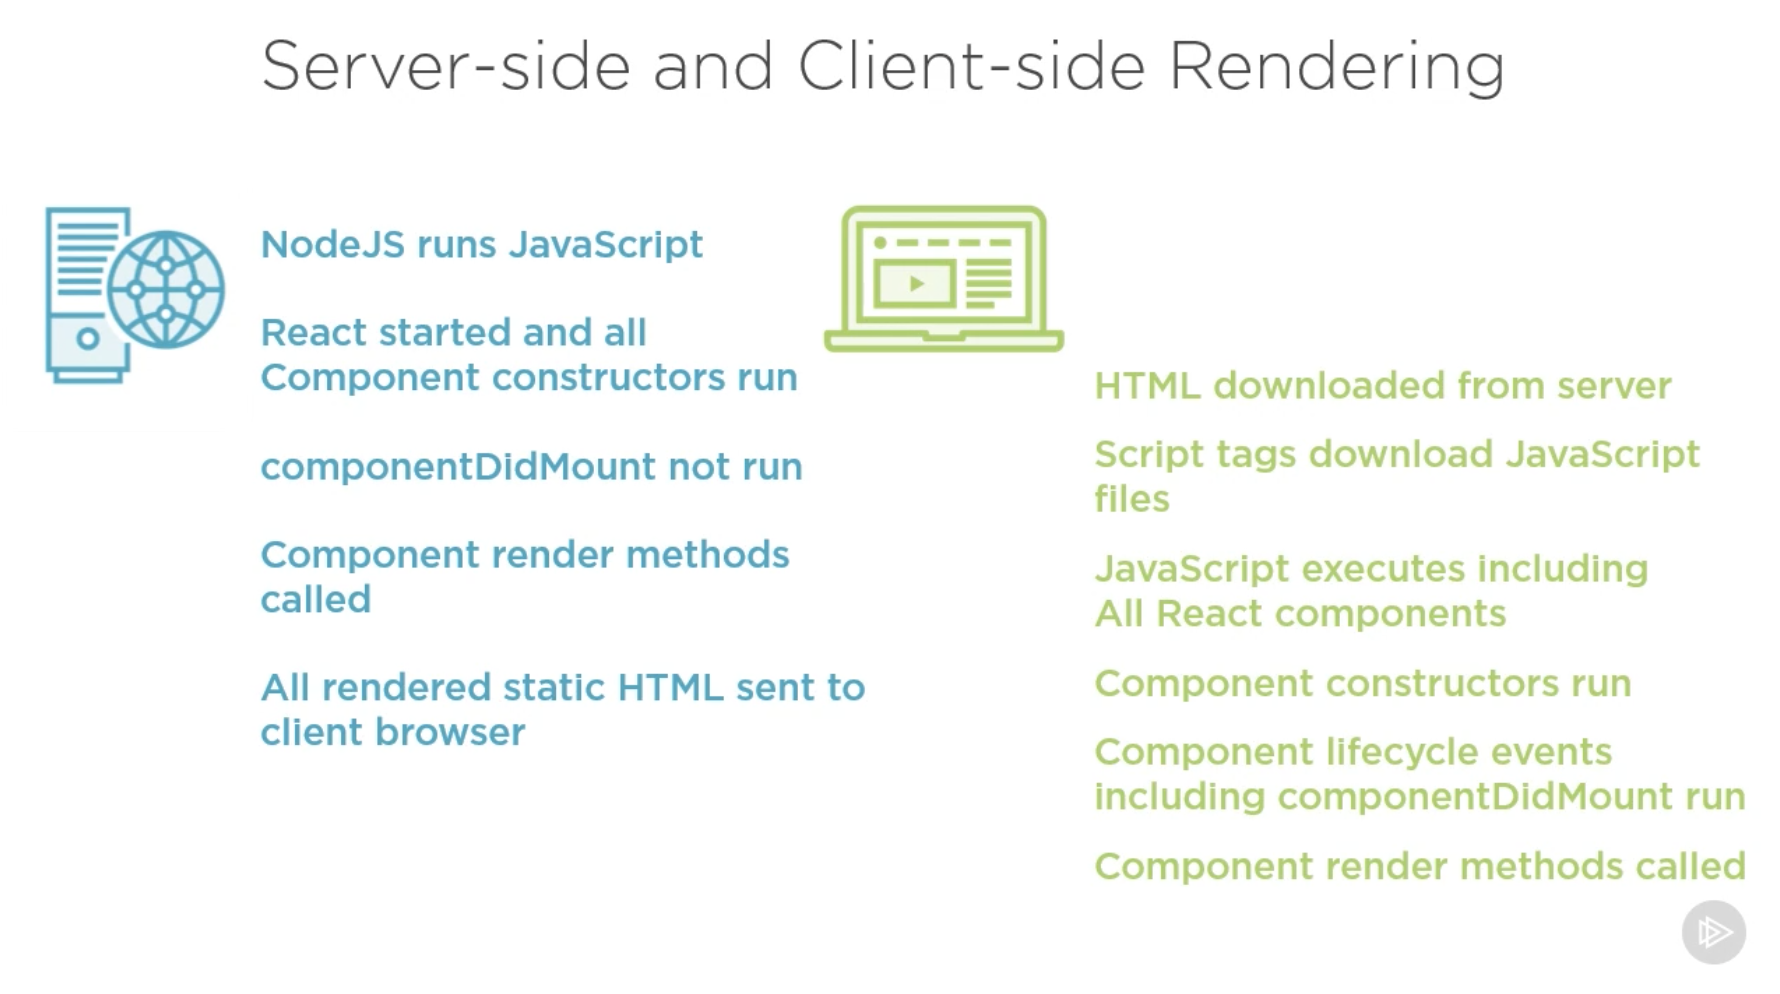 Server-side and Client-side Rendering
NodeJS runs JavaScript
React started and all
Component constructors run
componentDidMount not run
Component render methods
called
All rendered static HTML sent to
client browser
HTML downloaded from server
Script tags download JavaScript
files
JavaScript executes including
All React components
Component constructors run
Component lifecycle events
including componentDidMount run
Component render methods called